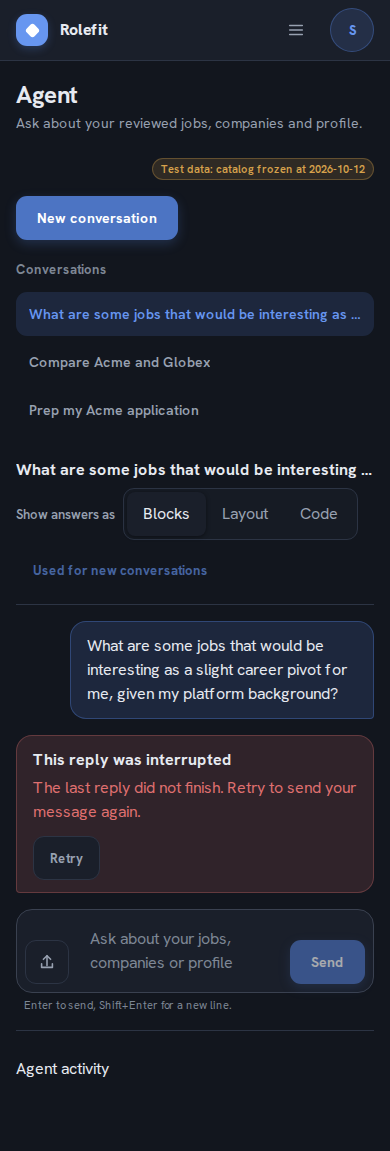 Rolefit
S
Agent
Ask about your reviewed jobs, companies and profile.
Test data: catalog frozen at 2026-10-12
New conversation
Conversations
What are some jobs that would be interesting as ...
Compare Acme and Globex
Prep my Acme application
What are some jobs that would be interesting ...
Show answers as
Blocks
Layout
Code
Used for new conversations
What are some jobs that would be
interesting as a slight career pivot for
me, given my platform background?
This reply was interrupted
The last reply did not finish. Retry to send your
message again.
Retry
Ask about your jobs,
companies or profile
Send
Enter to send, Shift+Enter for a new line.
Agent activity